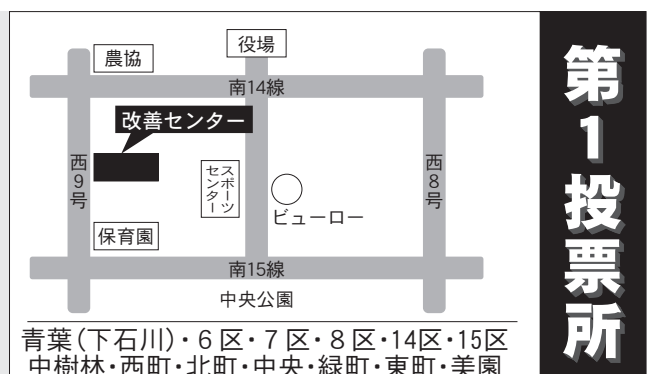 第1投票所
農協
役場
南14線
改善センター
西9号
スポーツ
センター
西8号
ビューロー
保育園
南15線
中央公園
青葉(下石川)・6区・7区・8区・14区・15区
中樹林・西町・北町・中央・緑町・東町・美園